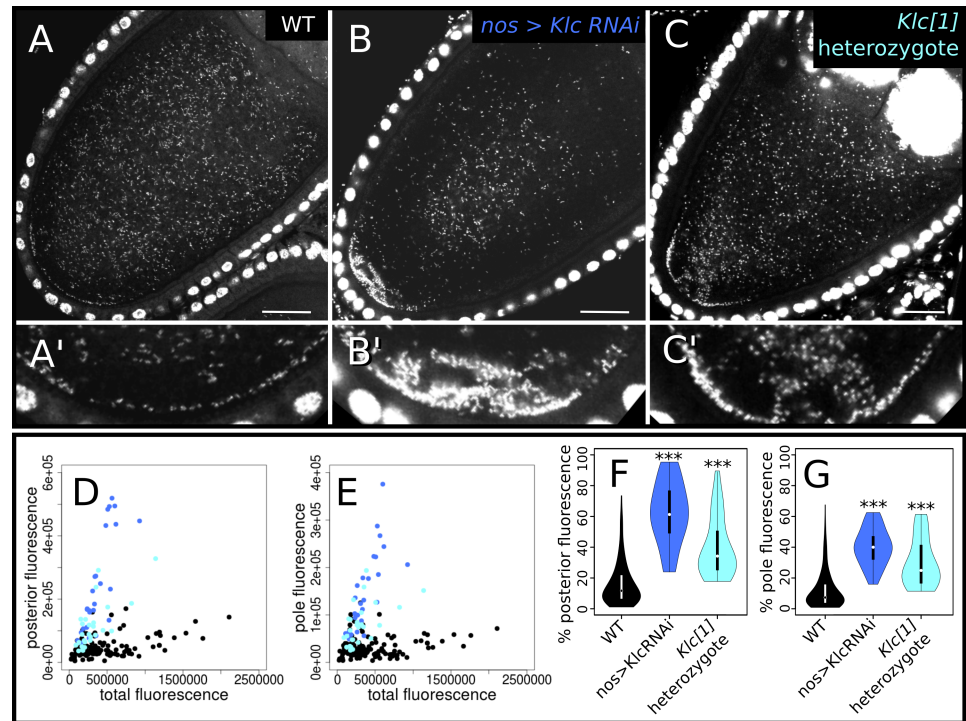 A
WT
B
nos > Klc RNAi
C
Klc[1]
heterozygote
A'
B'
C'
D
posterior fluorescence
0e+00
2e+05
4e+05
6e+05
0
500000
1500000
2500000
total fluorescence
E
pole fluorescence
0e+00
1e+05
2e+05
3e+05
4e+05
0
500000
1500000
2500000
total fluorescence
F
% posterior fluorescence
0
20
40
60
80
100
***
***
WT
nos>KlcRNAi
Klc[1]
heterozygote
G
% pole fluorescence
0
20
40
60
80
100
***
***
WT
nos>KlcRNAi
Klc[1]
heterozygote